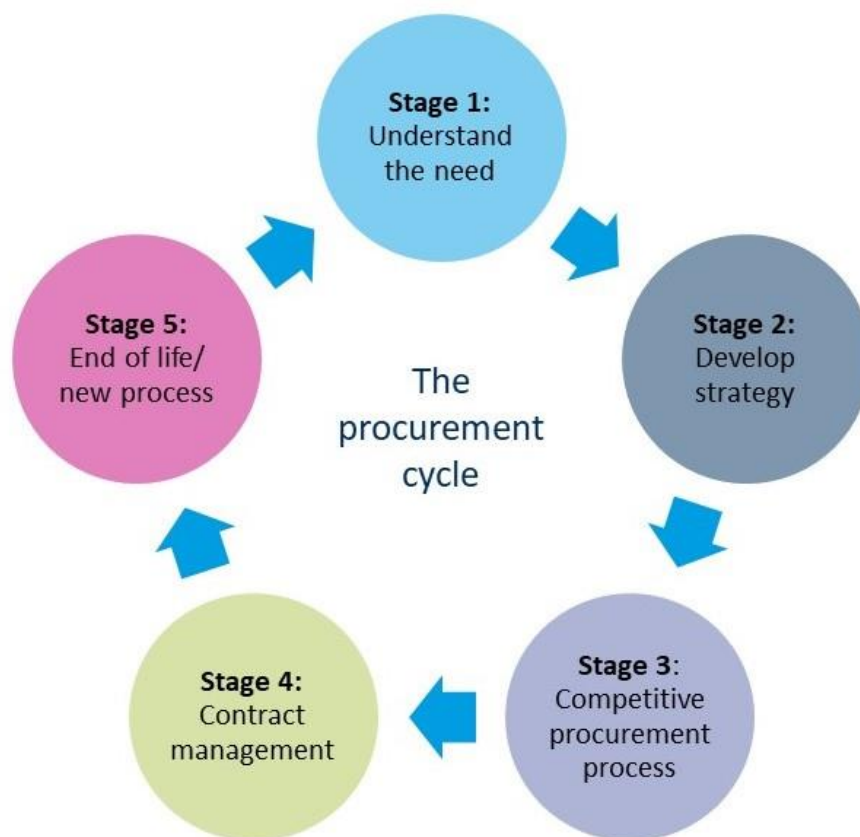 Stage 1:
Understand
the need
Stage 2:
Develop
strategy
Stage 3:
Competitive
procurement
process
Stage 4:
Contract
management
Stage 5:
End of life/
new process
The
procurement
cycle